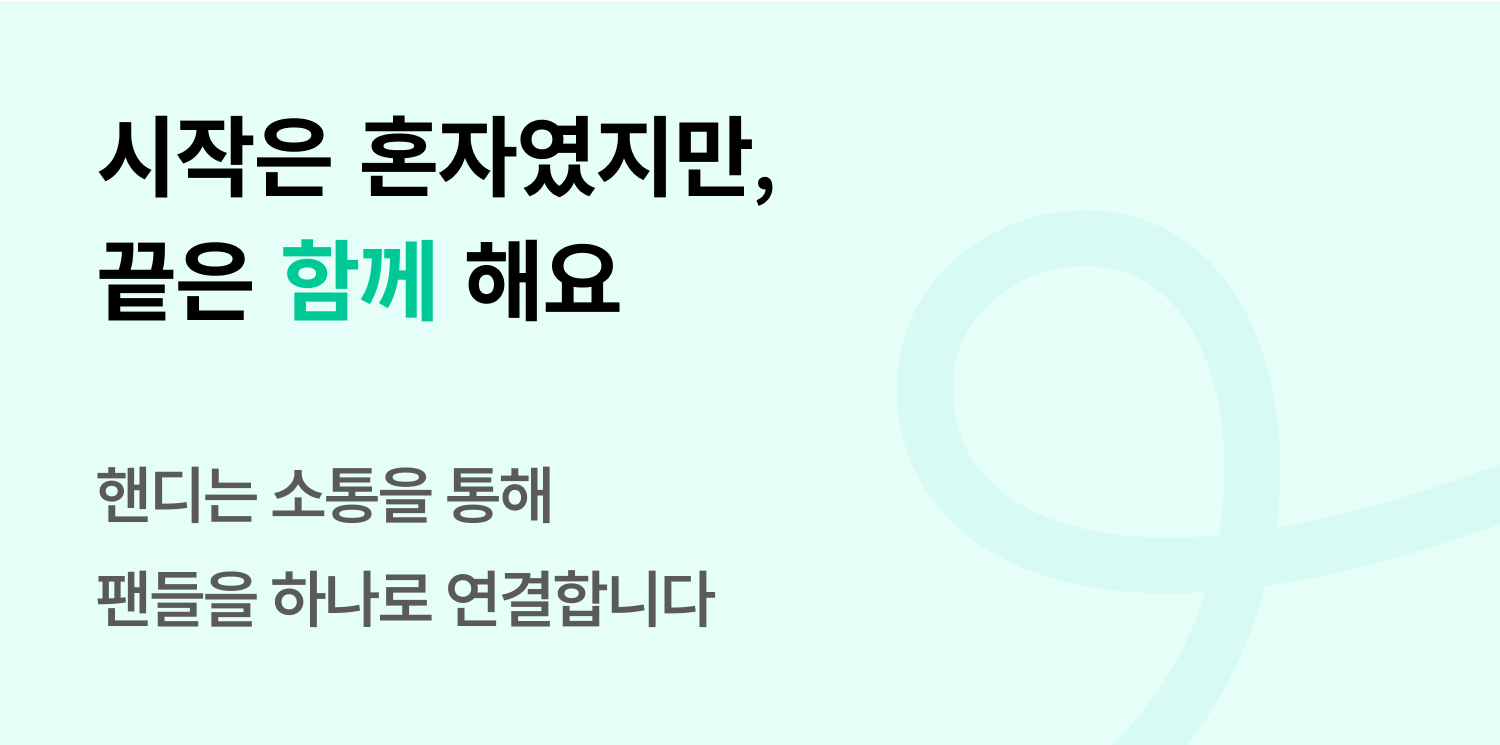 시작은 혼자였지만,
끝은 함께 해요
핸디는 소통을 통해
팬들을 하나로 연결합니다